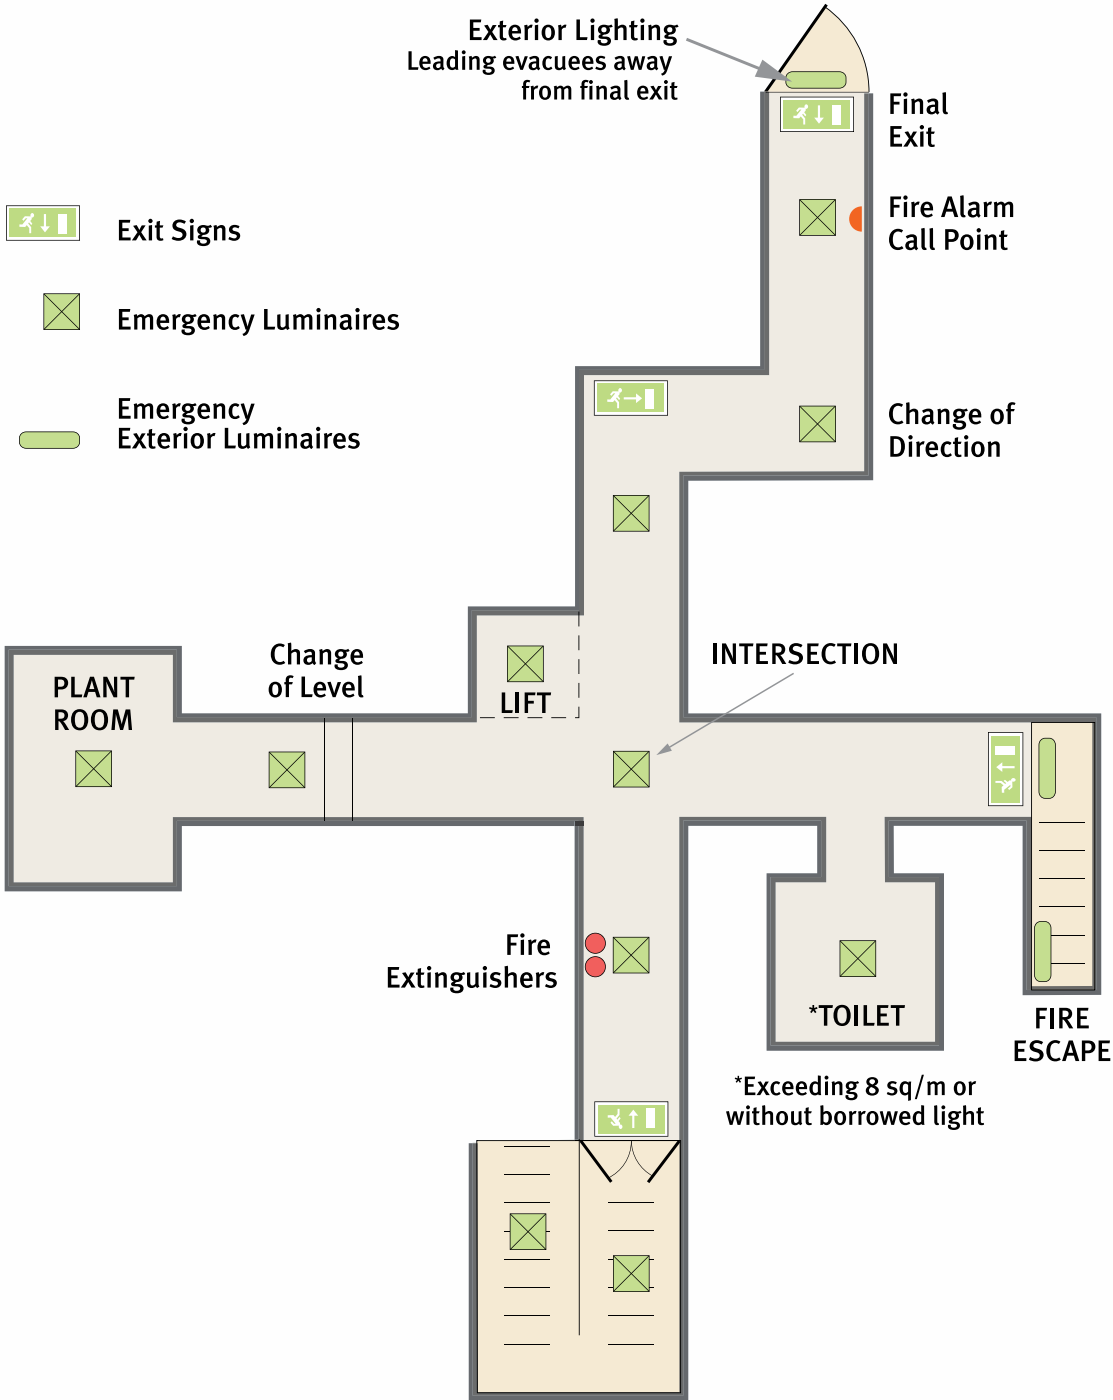 Exterior Lighting
Leading evacuees away
from final exit
Final
Exit
Fire Alarm
Call Point
Exit Signs
Emergency Luminaires
Emergency
Exterior Luminaires
Change of
Direction
INTERSECTION
Change
of Level
PLANT
ROOM
LIFT
Fire
Extinguishers
*TOILET
FIRE
ESCAPE
*Exceeding 8 sq/m or
without borrowed light